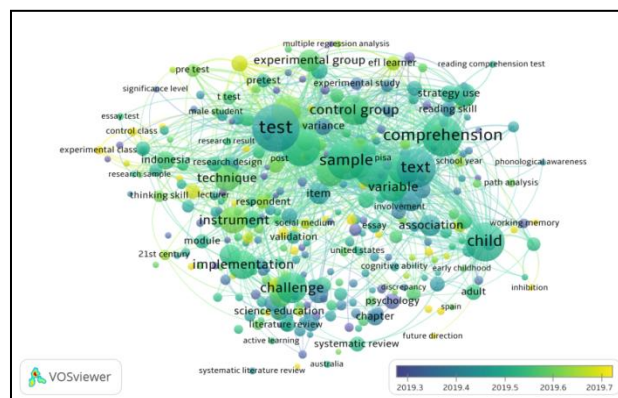 multiple regression analysis
experimental group
efl learner
reading comprehension test
pre test
pretest
experimental study
significance level
t test
strategy use
male student
control group
reading skill
essay test
test
variance
comprehension
control class
research result
experimental class
indonesia
post
sample
pisa
text
school year
phonological awareness
research design
research sample
technique
variable
path analysis
thinking skill
lecturer
respondent
item
involvement
instrument
social medium
essay
association
working memory
module
validation
child
21st century
united states
implementation
cognitive ability
early childhood
challenge
discrepancy
adult
inhibition
psychology
spain
science education
chapter
literature review
future direction
active learning
systematic review
australia
systematic literature review
VOSviewer
2019.3 2019.4 2019.5 2019.6 2019.7